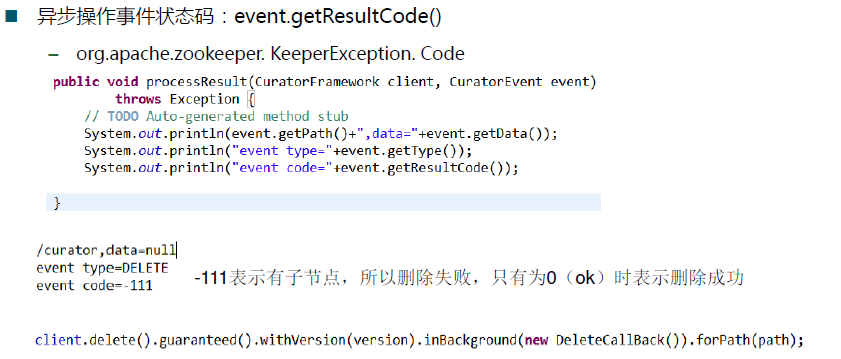 异步操作事件状态码：event.getResultCode()
– org.apache.zookeeper. KeeperException. Code
public void processResult(CuratorFramework client, CuratorEvent event)
throws Exception {
// TODO Auto-generated method stub
System.out.println(event.getPath()+",data="+event.getData());
System.out.println("event type="+event.getType());
System.out.println("event code="+event.getResultCode());
}
/curator,data=null
event type=DELETE
event code=-111
-111表示有子节点，所以删除失败，只有为0（ok）时表示删除成功
client.delete().guaranteed().withVersion(version).inBackground(new DeleteCallBack()).forPath(path);